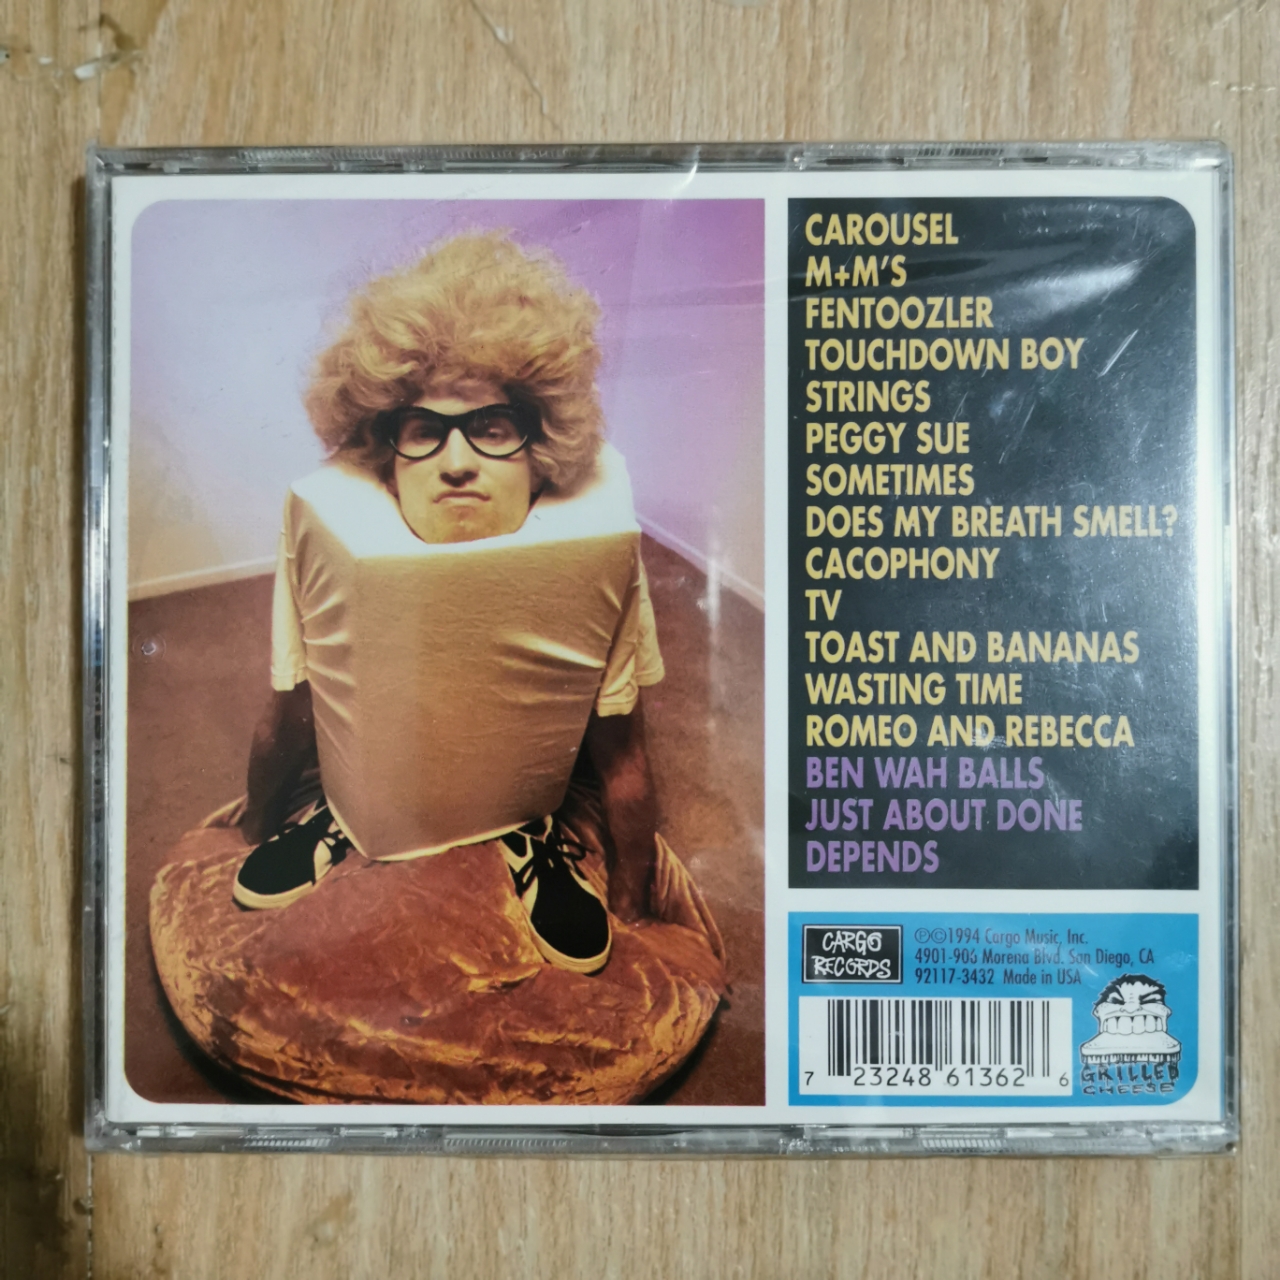 CAROUSEL
M+M'S
FENTOOZLER
TOUCHDOWN BOY
STRINGS
PEGGY SUE
SOMETIMES
DOES MY BREATH SMELL?
CACOPHONY
TV
TOAST AND BANANAS
WASTING TIME
ROMEO AND REBECCA
BEN WAH BALLS
JUST ABOUT DONE
DEPENDS
CARGO
RECORDS
℗©1994 Cargo Music, Inc.
4901-906 Morena Blvd. San Diego, CA
92117-3432 Made in USA
7 23248 61362 6
GRILLED
CHEESE